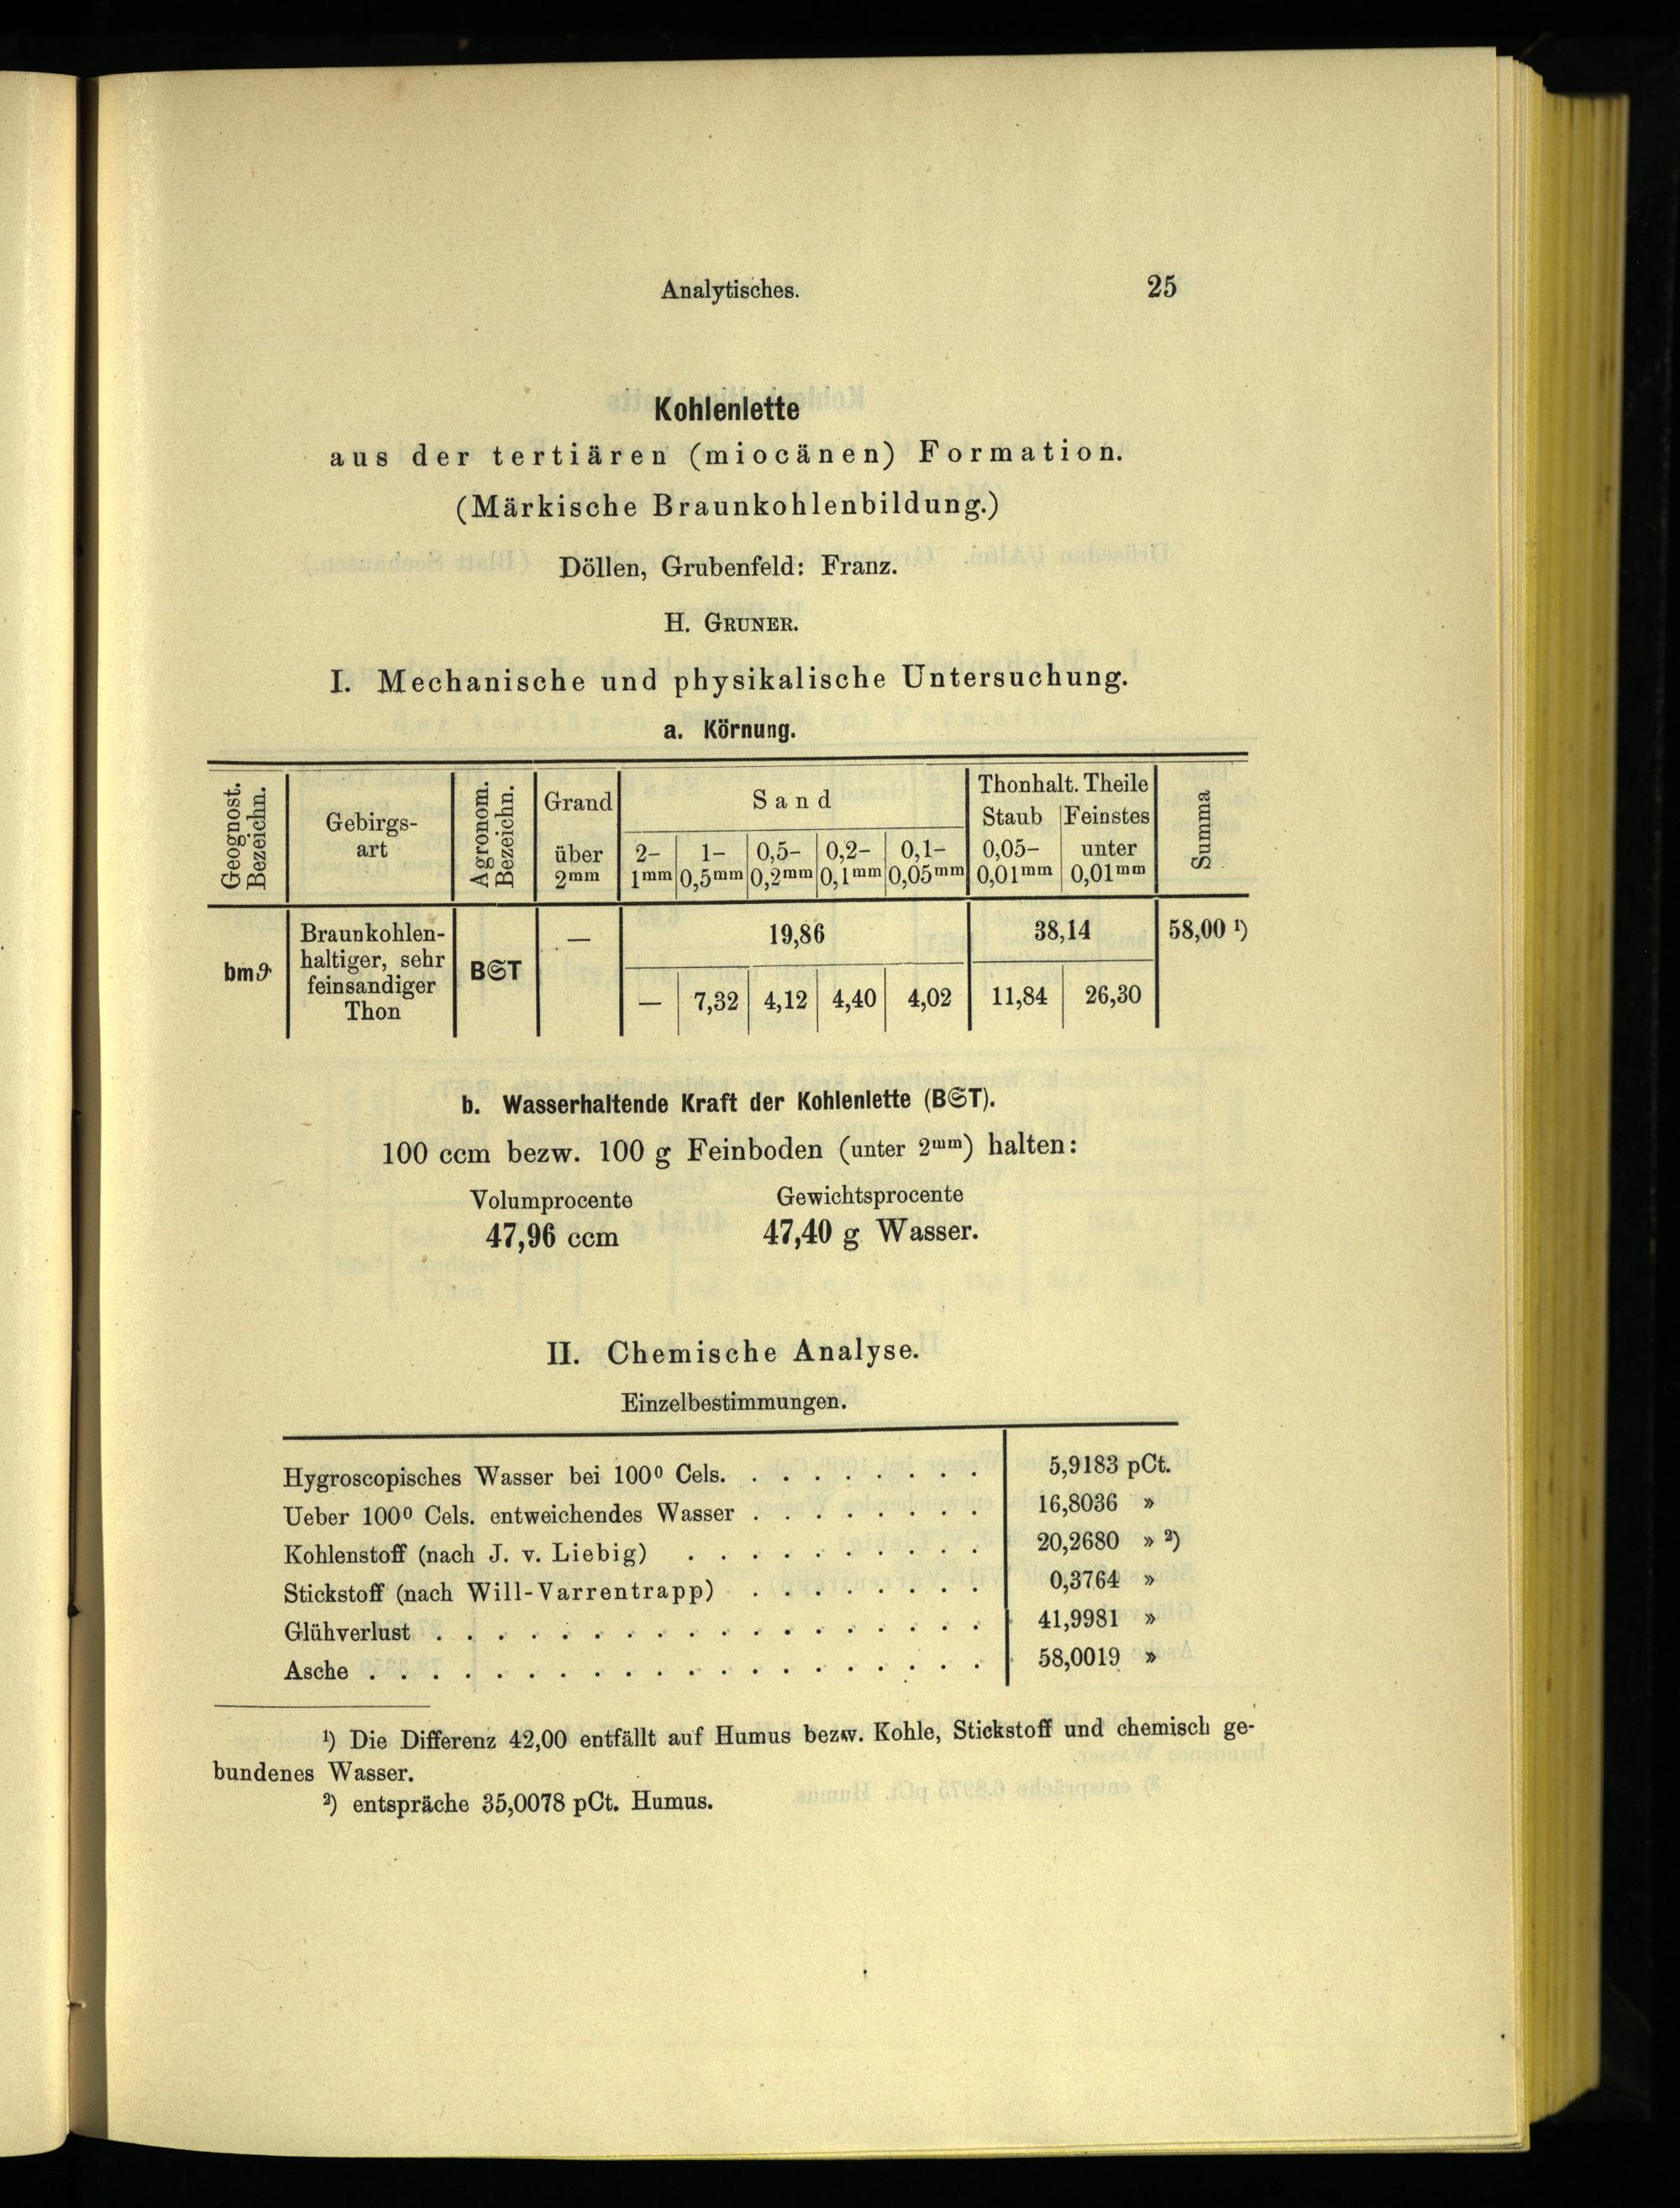 Analytisches. 25
Kohlenlette
aus der tertiären (miocänen) Formation.
(Märkische Braunkohlenbildung.)
Döllen, Grubenfeld: Franz.
H. GRUNER.
I. Mechanische und physikalische Untersuchung.
a. Körnung.
Geognost. Bezeichn.
Gebirgs-
art
Agronom. Bezeichn.
Grand
über
2mm
Sand
2- 1- 0,5- 0,2- 0,1-
1mm 0,5mm 0,2mm 0,1mm 0,05mm
Thonhalt. Theile
Staub Feinstes
0,05- unter
0,01mm 0,01mm
Summa
bmϑ
Braunkohlen-
haltiger, sehr
feinsandiger
Thon
BST
— 19,86 38,14 58,00 ¹)
— 7,32 4,12 4,40 4,02 11,84 26,30
b. Wasserhaltende Kraft der Kohlenlette (BST).
100 ccm bezw. 100 g Feinboden (unter 2mm) halten:
Volumprocente Gewichtsprocente
47,96 ccm 47,40 g Wasser.
II. Chemische Analyse.
Einzelbestimmungen.
Hygroscopisches Wasser bei 100⁰ Cels. . . . . . . . . 5,9183 pCt.
Ueber 100⁰ Cels. entweichendes Wasser . . . . . . . . 16,8036 »
Kohlenstoff (nach J. v. Liebig) . . . . . . . . . . 20,2680 » ²)
Stickstoff (nach Will-Varrentrapp) . . . . . . . . 0,3764 »
Glühverlust . . . . . . . . . . . . . . . . . . 41,9981 »
Asche . . . . . . . . . . . . . . . . . . . . 58,0019 »
¹) Die Differenz 42,00 entfällt auf Humus bezw. Kohle, Stickstoff und chemisch ge-
bundenes Wasser.
²) entspräche 35,0078 pCt. Humus.